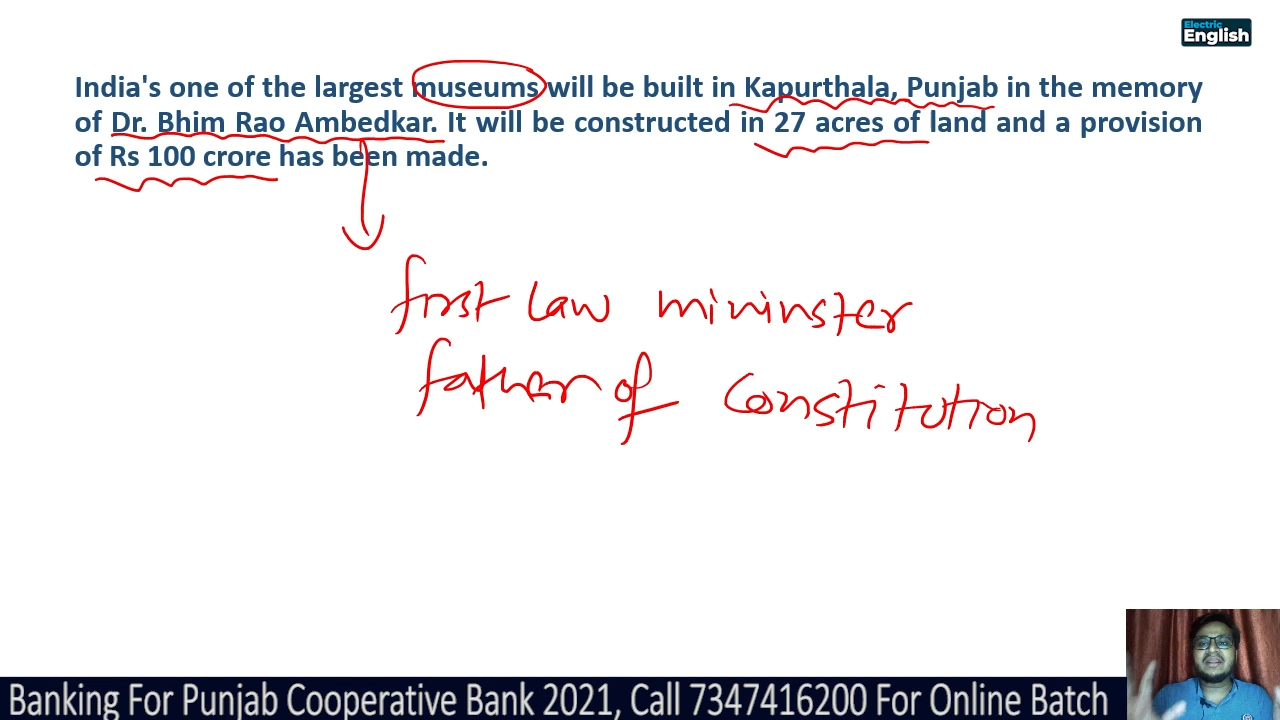 Electric
English
India's one of the largest museums will be built in Kapurthala, Punjab in the memory
of Dr. Bhim Rao Ambedkar. It will be constructed in 27 acres of land and a provision
of Rs 100 crore has been made.
first law mininster
father of constitution
Banking For Punjab Cooperative Bank 2021, Call 7347416200 For Online Batch